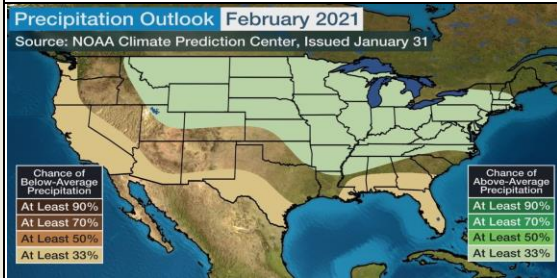 Precipitation Outlook February 2021
Source: NOAA Climate Prediction Center, Issued January 31
Chance of
Below-Average
Precipitation
At Least 90%
At Least 70%
At Least 50%
At Least 33%
Chance of
Above-Average
Precipitation
At Least 90%
At Least 70%
At Least 50%
At Least 33%